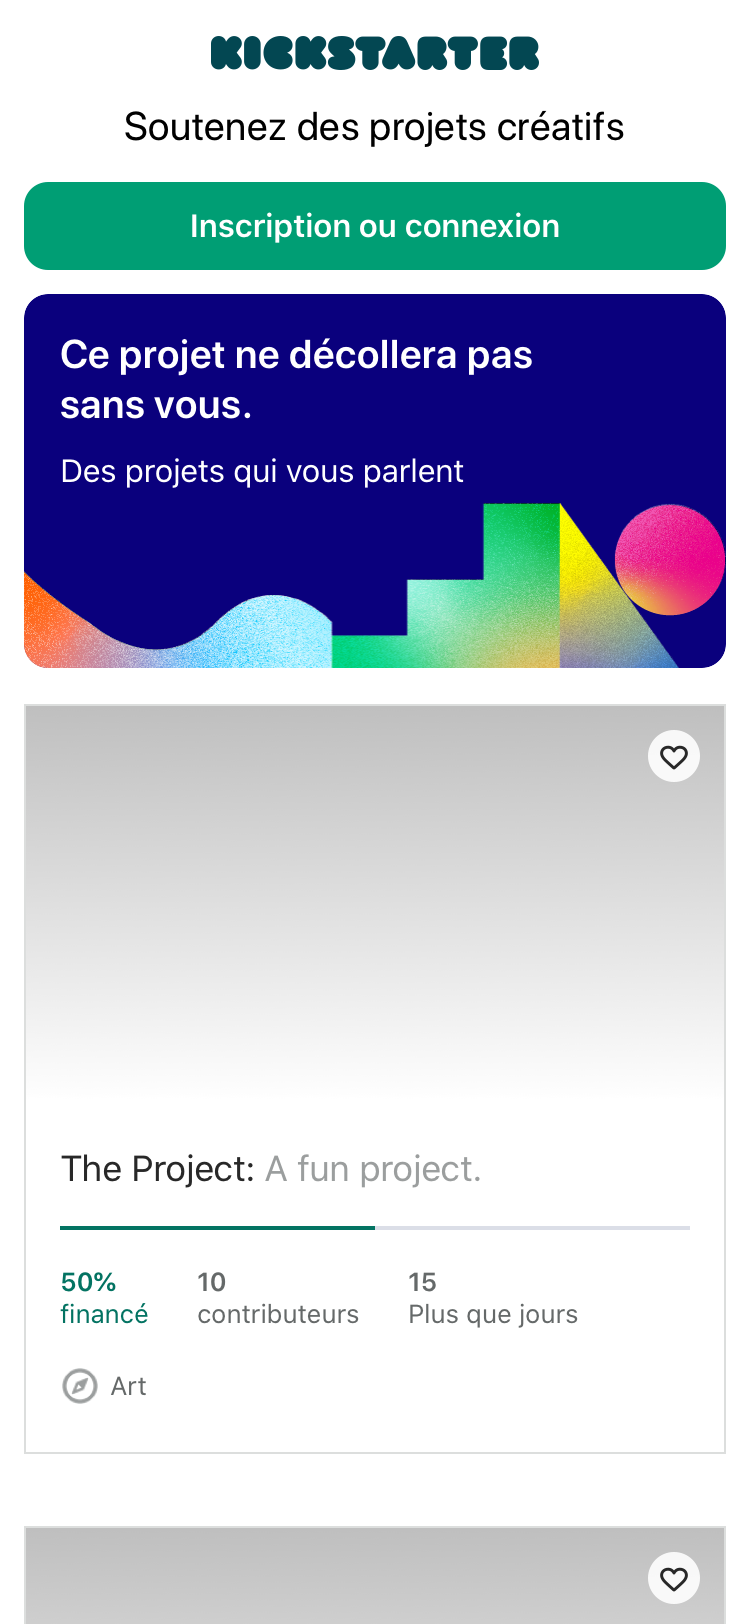 KICKSTARTER
Soutenez des projets créatifs
Inscription ou connexion
Ce projet ne décollera pas
sans vous.
Des projets qui vous parlent
The Project: A fun project.
50% 10 15
financé contributeurs Plus que jours
Art